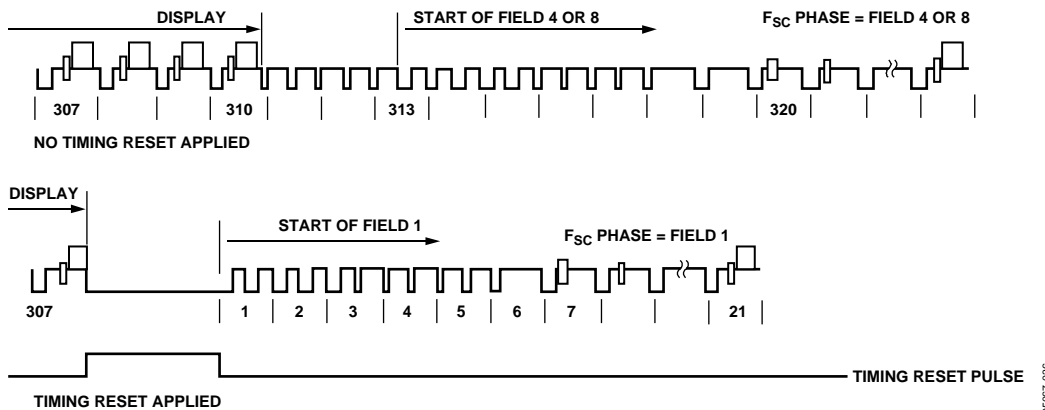 DISPLAY
START OF FIELD 4 OR 8
FSC PHASE = FIELD 4 OR 8
307
310
313
320
NO TIMING RESET APPLIED
DISPLAY
START OF FIELD 1
FSC PHASE = FIELD 1
307
1
2
3
4
5
6
7
21
TIMING RESET PULSE
TIMING RESET APPLIED